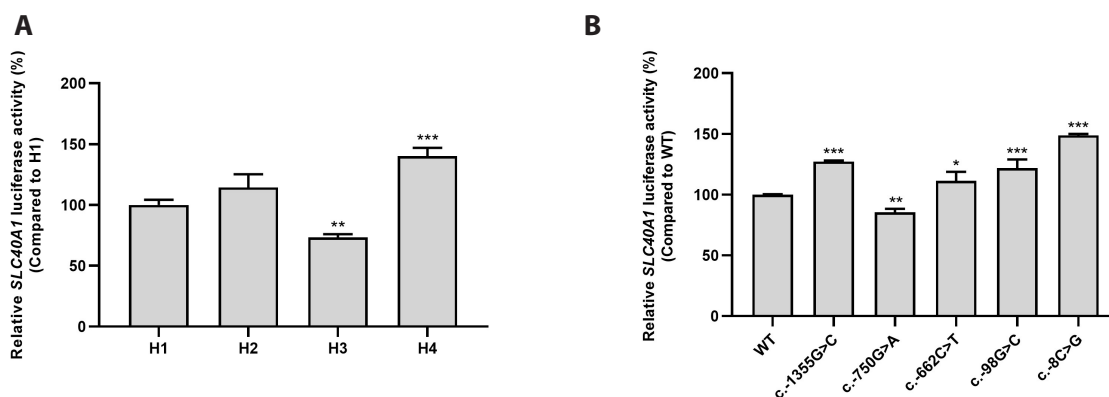 A
Relative SLC40A1 luciferase activity (%)
(Compared to H1)
200
150
100
50
0
***
**
H1 H2 H3 H4
B
Relative SLC40A1 luciferase activity (%)
(Compared to WT)
200
150
100
50
0
***
**
*
***
***
WT c.-1355G>C c.-750G>A c.-662C>T c.-98G>C c.-8C>G